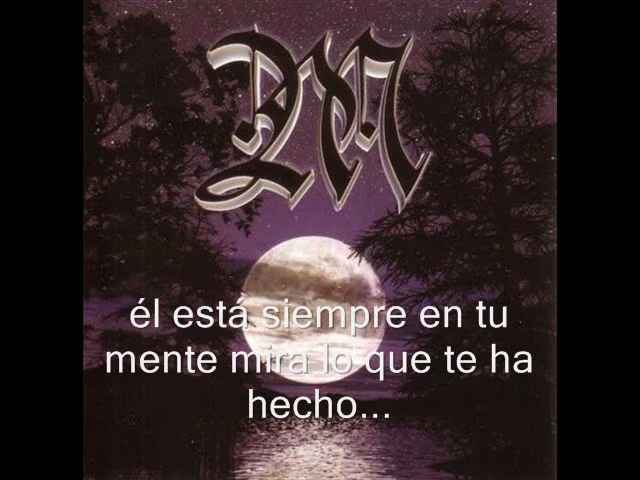 él está siempre en tu
mente mira lo que te ha
hecho...